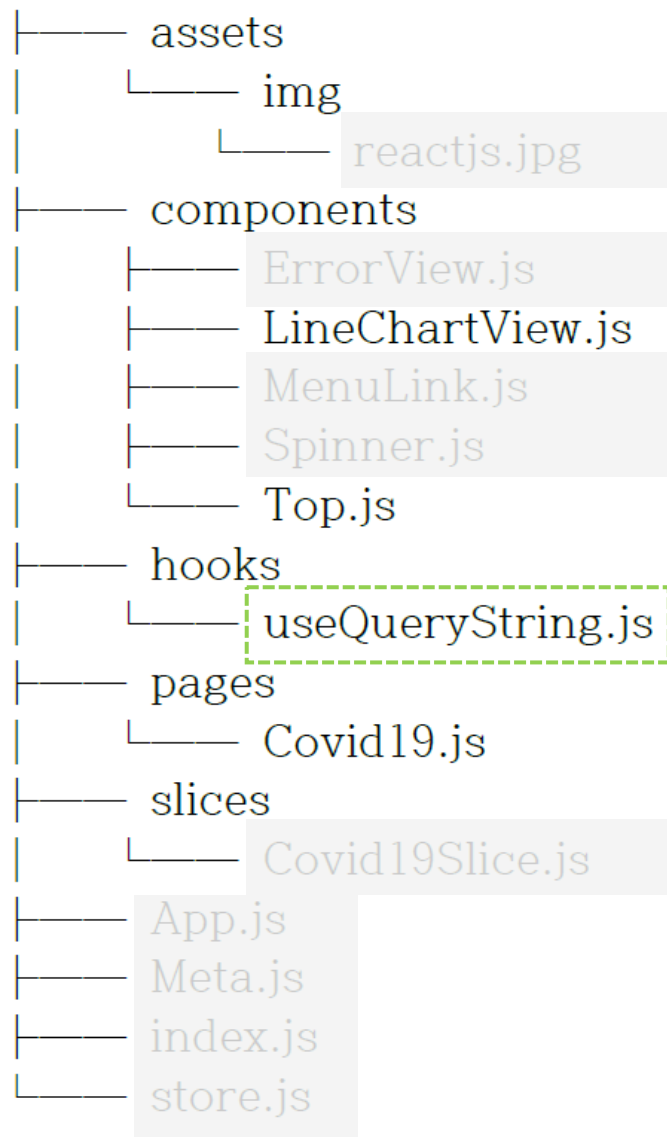 ├─── assets
│ └─── img
│ └─── reactjs.jpg
├─── components
│ ├─── ErrorView.js
│ ├─── LineChartView.js
│ ├─── MenuLink.js
│ ├─── Spinner.js
│ └─── Top.js
├─── hooks
│ └─── useQueryString.js
├─── pages
│ └─── Covid19.js
├─── slices
│ └─── Covid19Slice.js
├─── App.js
├─── Meta.js
├─── index.js
└─── store.js